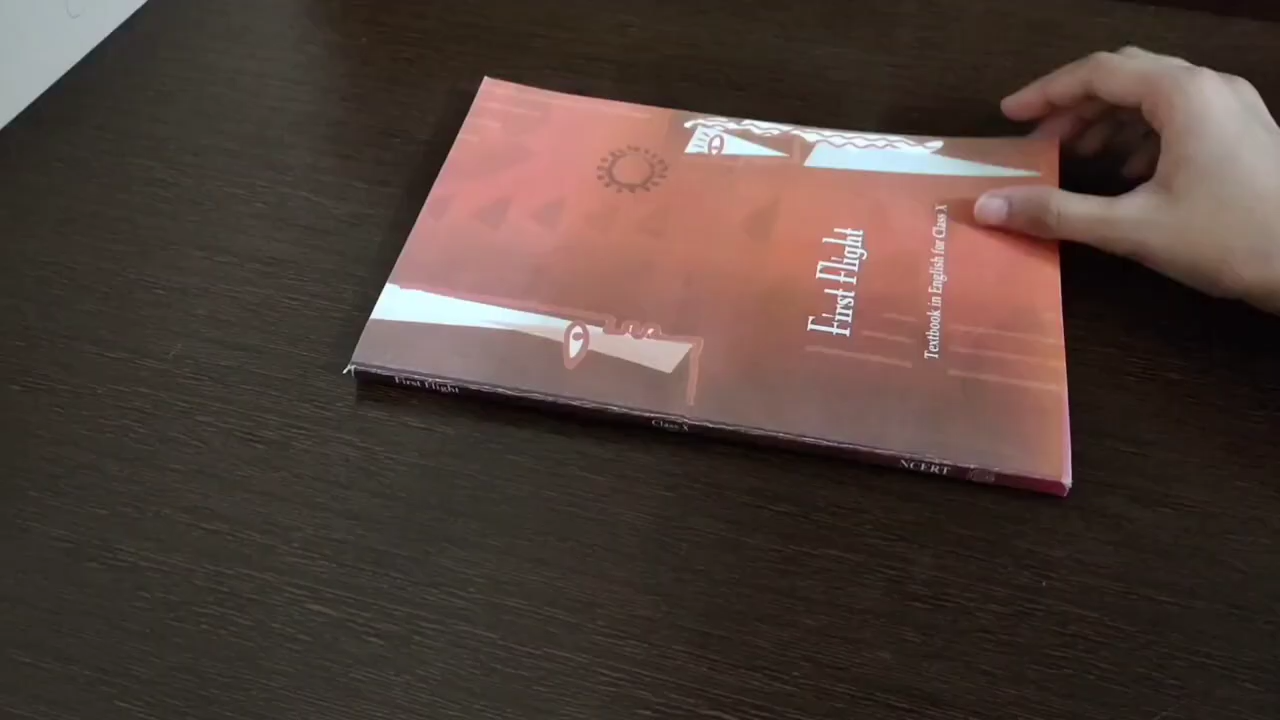 First Flight
Textbook in English for Class X
First Flight
Class X
NCERT